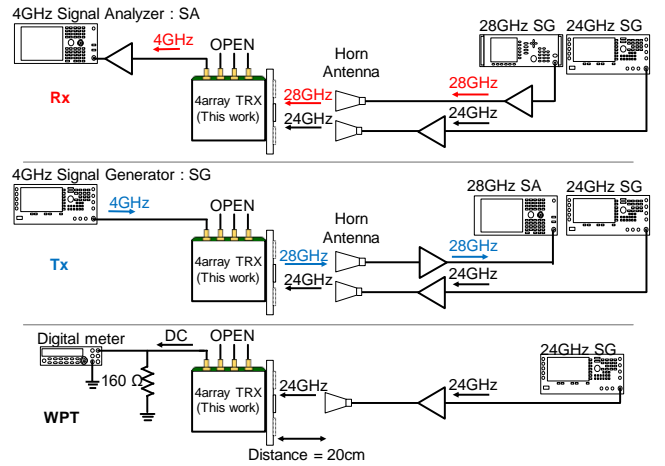 4GHz Signal Analyzer : SA
28GHz SG
24GHz SG
4GHz
OPEN
Horn
Antenna
Rx
4array TRX
(This work)
28GHz
28GHz
24GHz
24GHz
4GHz Signal Generator : SG
28GHz SA
24GHz SG
4GHz
OPEN
Horn
Antenna
Tx
4array TRX
(This work)
28GHz
28GHz
24GHz
24GHz
Digital meter
DC
OPEN
24GHz SG
160 Ω
4array TRX
(This work)
24GHz
24GHz
WPT
Distance = 20cm